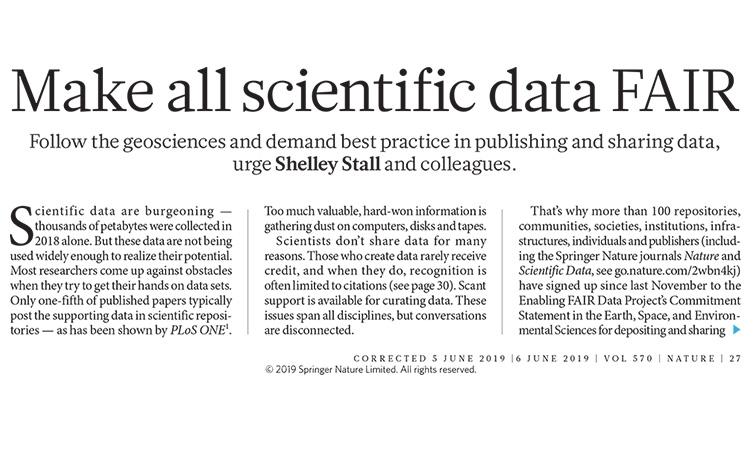 Make all scientific data FAIR
Follow the geosciences and demand best practice in publishing and sharing data,
urge Shelley Stall and colleagues.
Scientific data are burgeoning —
thousands of petabytes were collected in
2018 alone. But these data are not being
used widely enough to realize their potential.
Most researchers come up against obstacles
when they try to get their hands on data sets.
Only one-fifth of published papers typically
post the supporting data in scientific reposi-
tories — as has been shown by PLoS ONE¹.
Too much valuable, hard-won information is
gathering dust on computers, disks and tapes.
Scientists don't share data for many
reasons. Those who create data rarely receive
credit, and when they do, recognition is
often limited to citations (see page 30). Scant
support is available for curating data. These
issues span all disciplines, but conversations
are disconnected.
That's why more than 100 repositories,
communities, societies, institutions, infra-
structures, individuals and publishers (includ-
ing the Springer Nature journals Nature and
Scientific Data, see go.nature.com/2wbn4kj)
have signed up since last November to the
Enabling FAIR Data Project's Commitment
Statement in the Earth, Space, and Environ-
mental Sciences for depositing and sharing
CORRECTED 5 JUNE 2019 | 6 JUNE 2019 | VOL 570 | NATURE | 27
© 2019 Springer Nature Limited. All rights reserved.